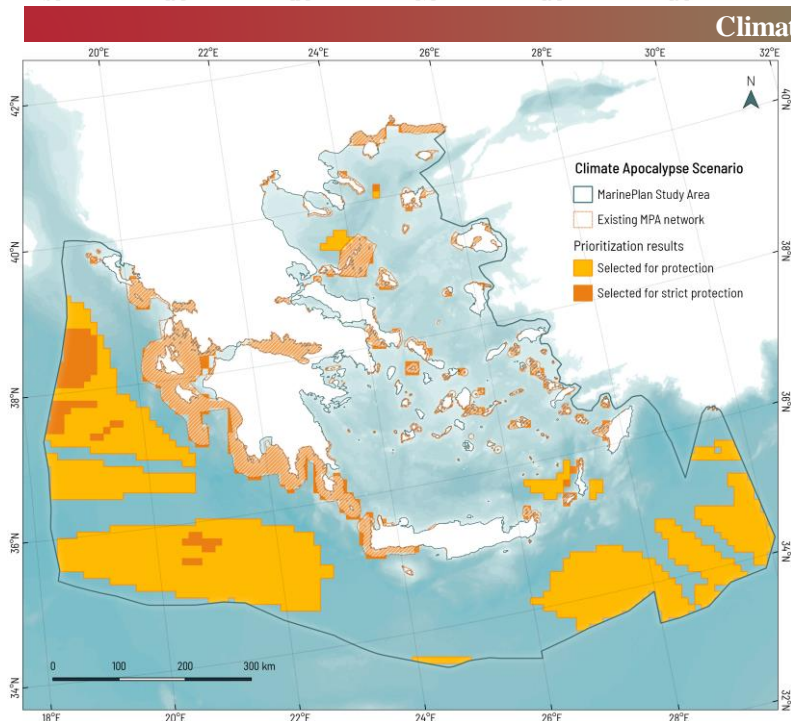 Climat
20°E 22°E 24°E 26°E 28°E 30°E 32°E
N
42°N
40°N
38°N
36°N
34°N
40°N
38°N
36°N
34°N
32°N
Climate Apocalypse Scenario
MarinePlan Study Area
Existing MPA network
Prioritization results
Selected for protection
Selected for strict protection
0 100 200 300 km
18°E 20°E 22°E 24°E 26°E 28°E